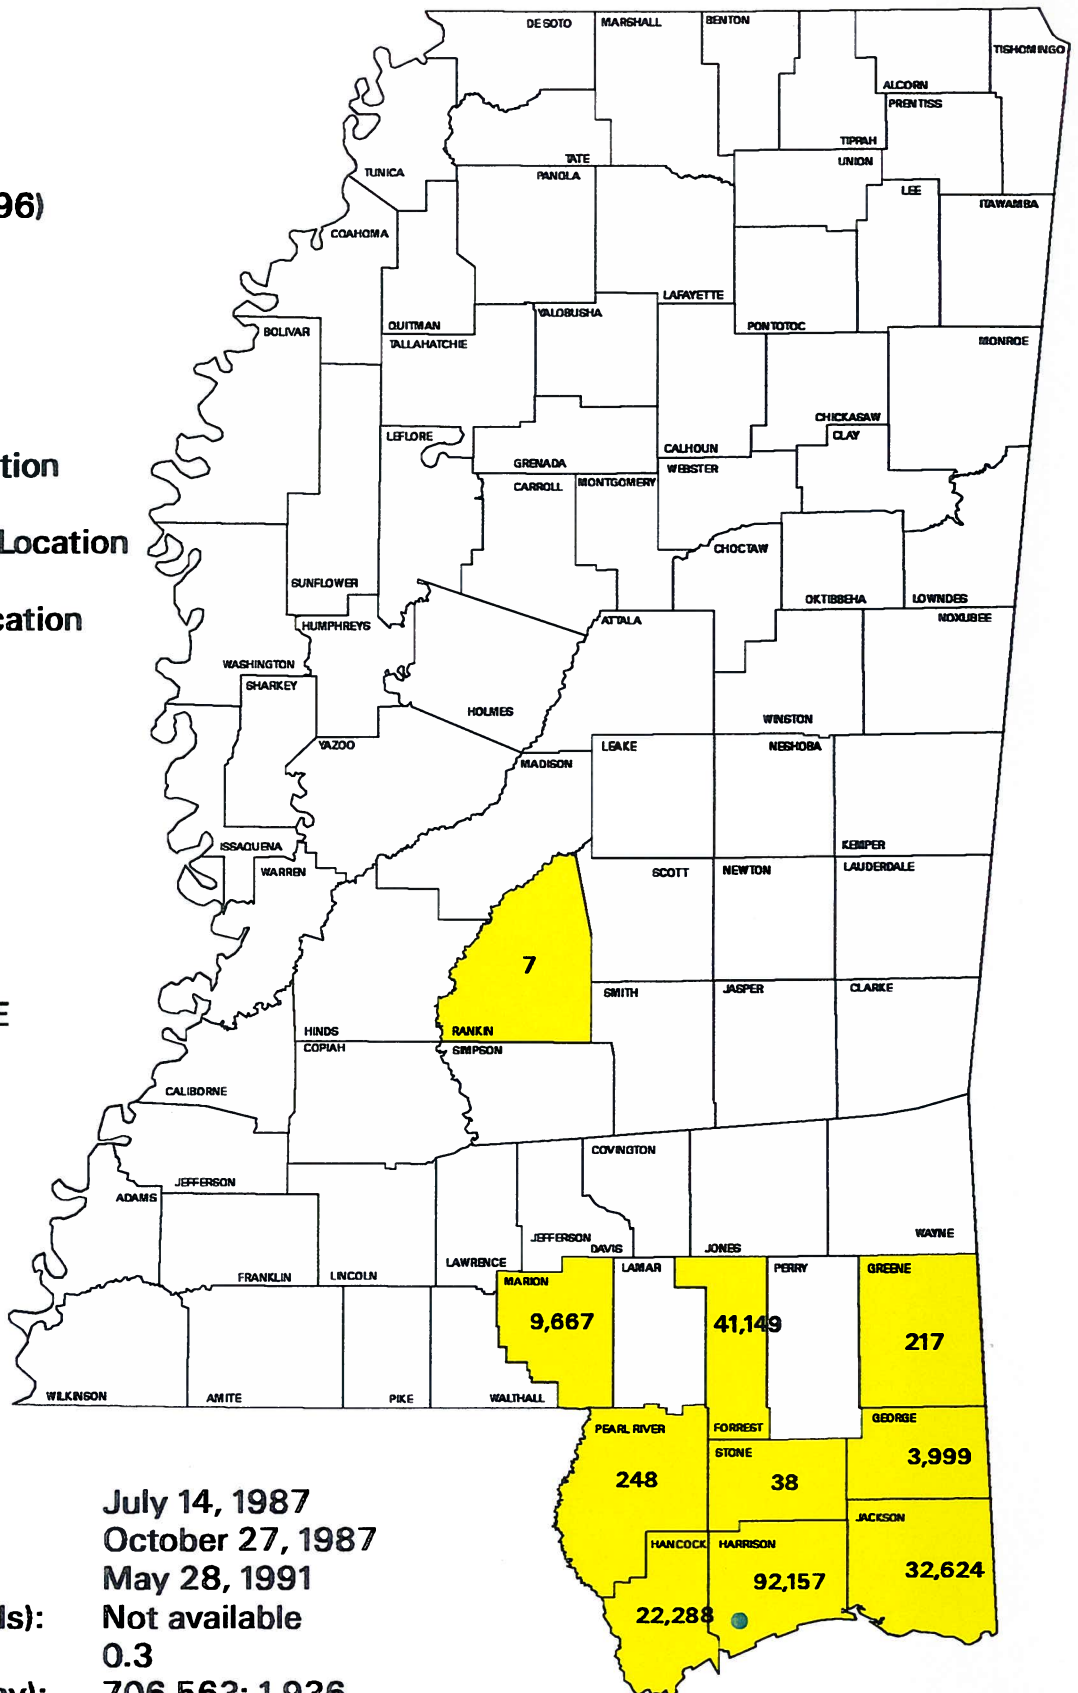 DESOTO
MARSHALL
BENTON
TISHOMINGO
ALCORN
PRENTISS
TIPPAH
UNION
TATE
PANOLA
TUNICA
LEE
ITAWAMBA
96)
COAHOMA
LAFAYETTE
YALOBUSHA
QUITMAN
PONTOTOC
BOLIVAR
TALLAHATCHIE
MONROE
CHICKASAW
CLAY
LEFLORE
CALHOUN
GRENADA
WEBSTER
tion
CARROLL
MONTGOMERY
Location
CHOCTAW
SUNFLOWER
OKTIBBEHA
LOWNDES
cation
HUMPHREYS
ATTALA
NOXUBEE
WASHINGTON
SHARKEY
HOLMES
WINSTON
YAZOO
LEAKE
NESHOBA
MADISON
ISSAQUENA
KEMPER
WARREN
SCOTT
NEWTON
LAUDERDALE
7
SMITH
JASPER
CLARKE
E
HINDS
RANKIN
COPIAH
SIMPSON
CALIBORNE
COVINGTON
JEFFERSON
ADAMS
JEFFERSON
DAVIS
JONES
WAYNE
LAWRENCE
FRANKLIN
LINCOLN
MARION
LAMAR
PERRY
GREENE
9,667
41,149
217
WILKINSON
AMITE
PIKE
WALTHALL
PEARL RIVER
FORREST
GEORGE
STONE
3,999
248
38
July 14, 1987
JACKSON
October 27, 1987
HANCOCK
HARRISON
May 28, 1991
92,157
32,624
ls):
Not available
22,288
0.3
ay):
706,563; 1,936